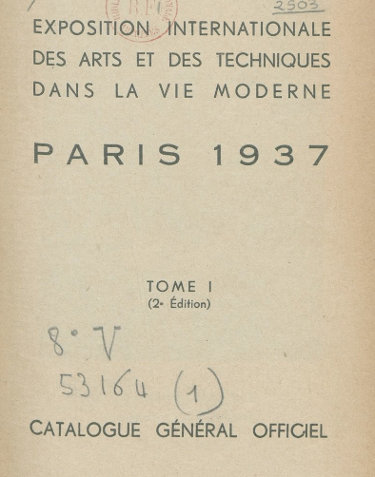 2503
EXPOSITION INTERNATIONALE
DES ARTS ET DES TECHNIQUES
DANS LA VIE MODERNE
PARIS 1937
TOME I
(2e Édition)
8° V
53164 (1)
CATALOGUE GÉNÉRAL OFFICIEL